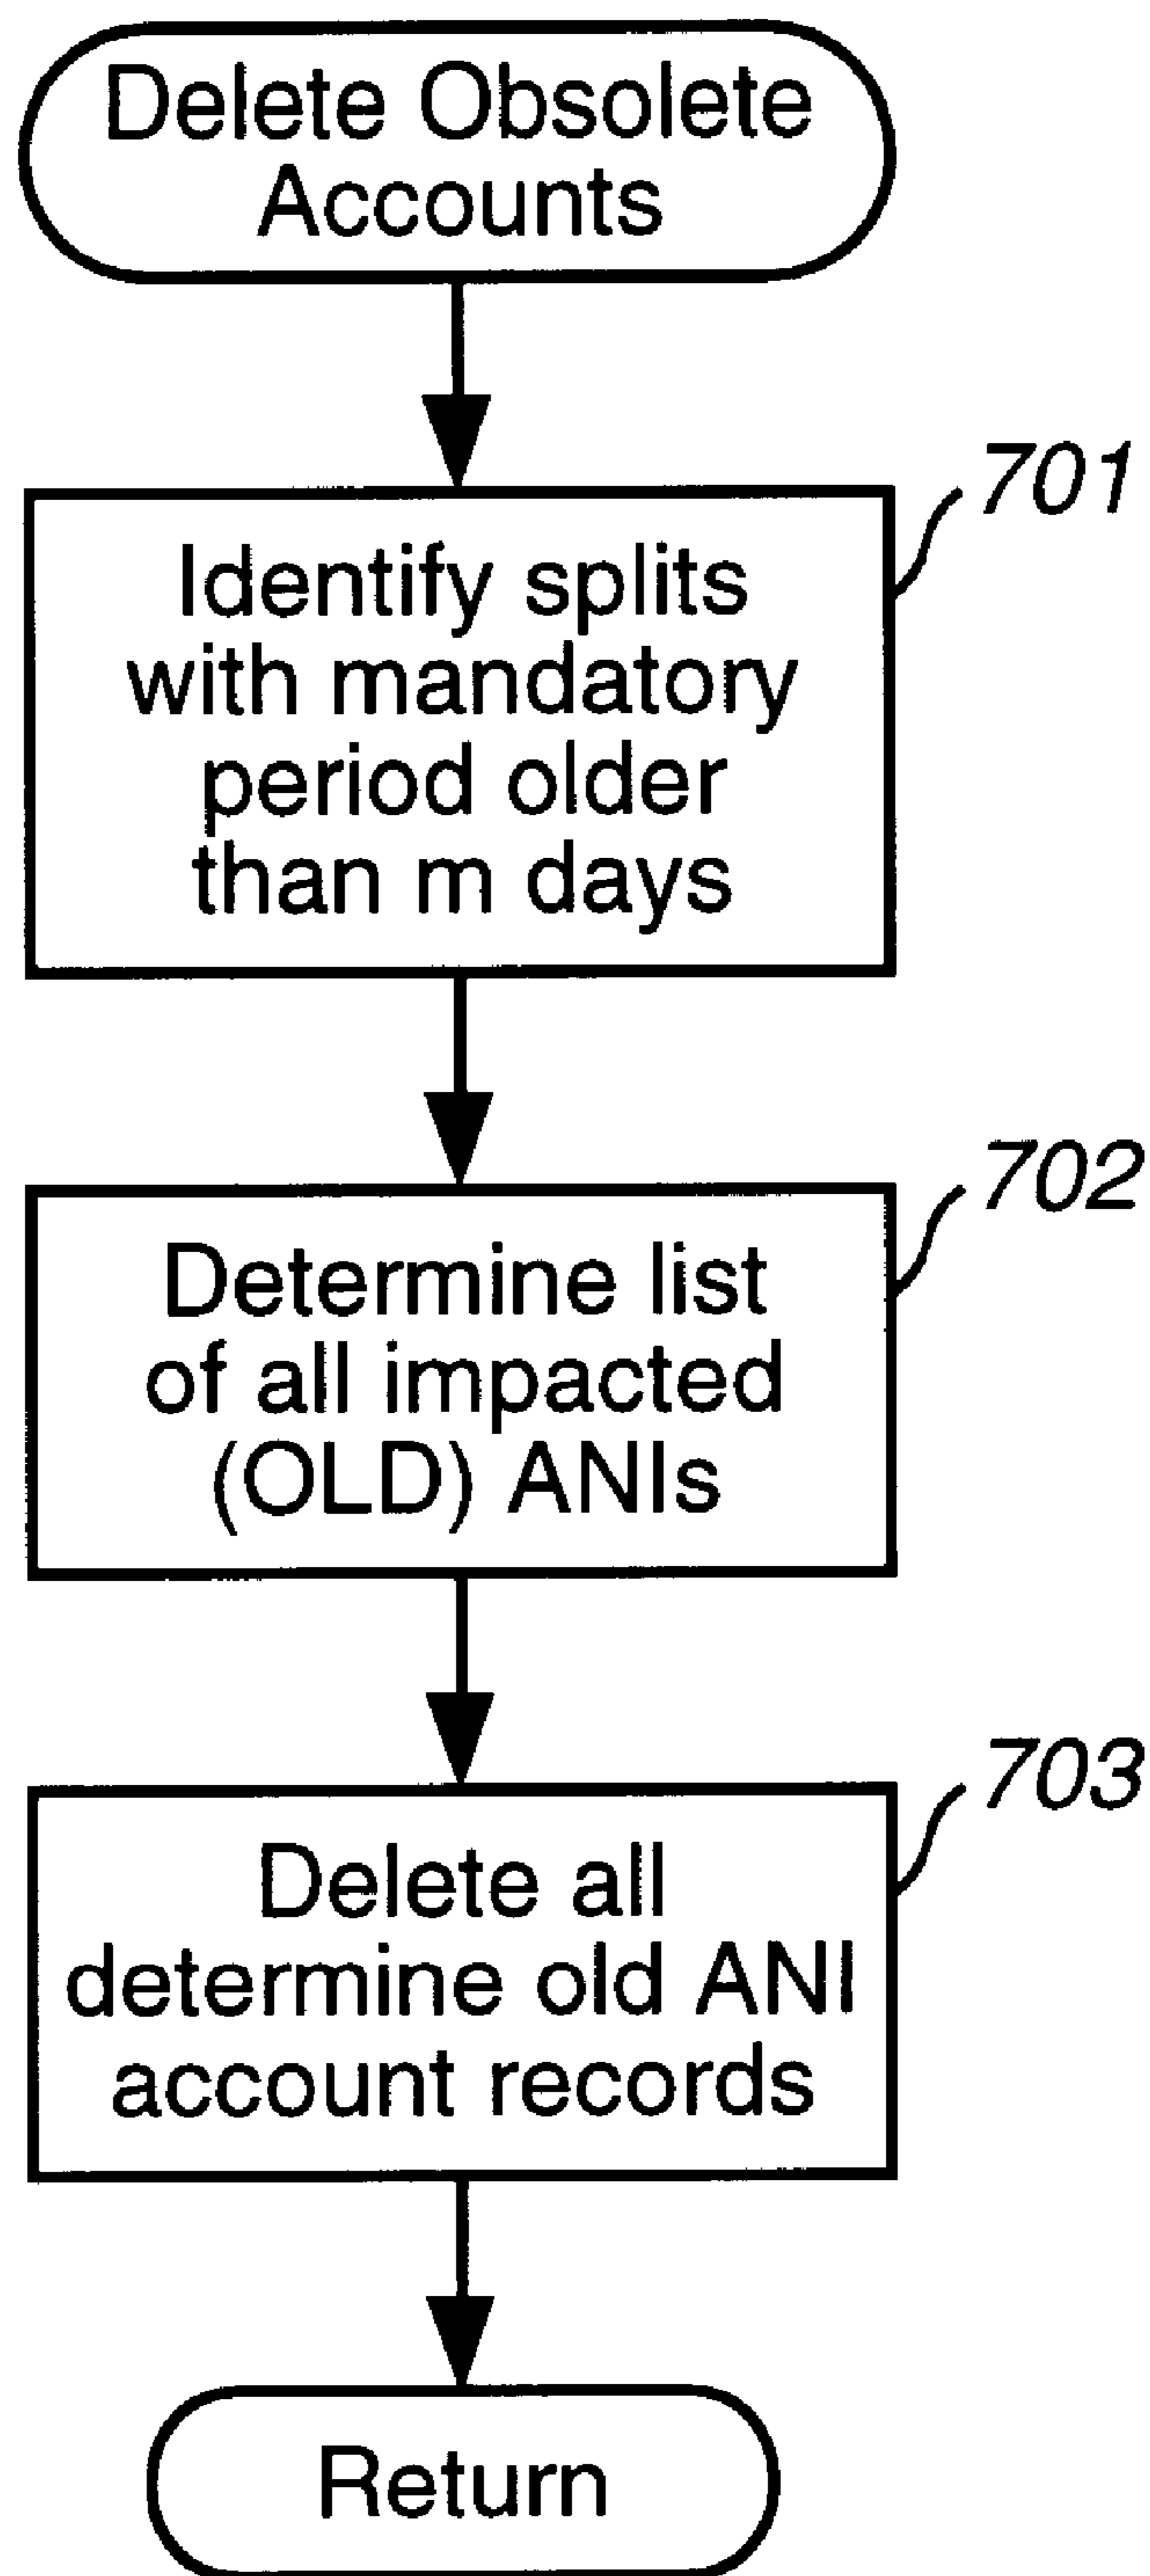 Delete Obsolete
Accounts
701
Identify splits
with mandatory
period older
than m days
702
Determine list
of all impacted
(OLD) ANIs
703
Delete all
determine old ANI
account records
Return